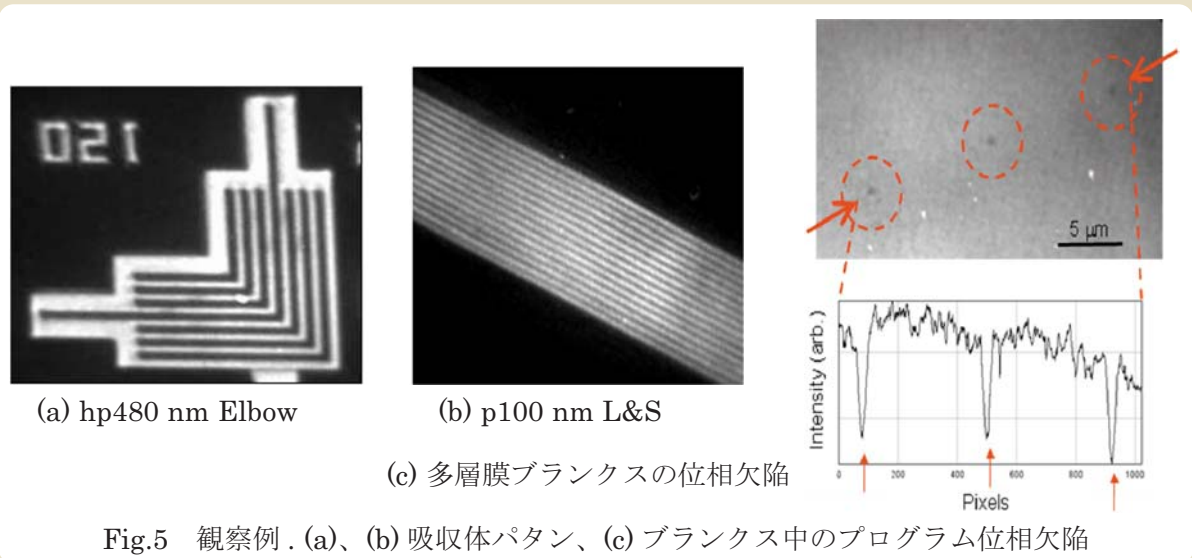 021
5 μm
Intensity (arb.)
0 200 400 600 800 1000
Pixels
(a) hp480 nm Elbow
(b) p100 nm L&S
(c) 多層膜ブランクスの位相欠陥
Fig.5 観察例 . (a)、(b) 吸収体パタン、(c) ブランクス中のプログラム位相欠陥